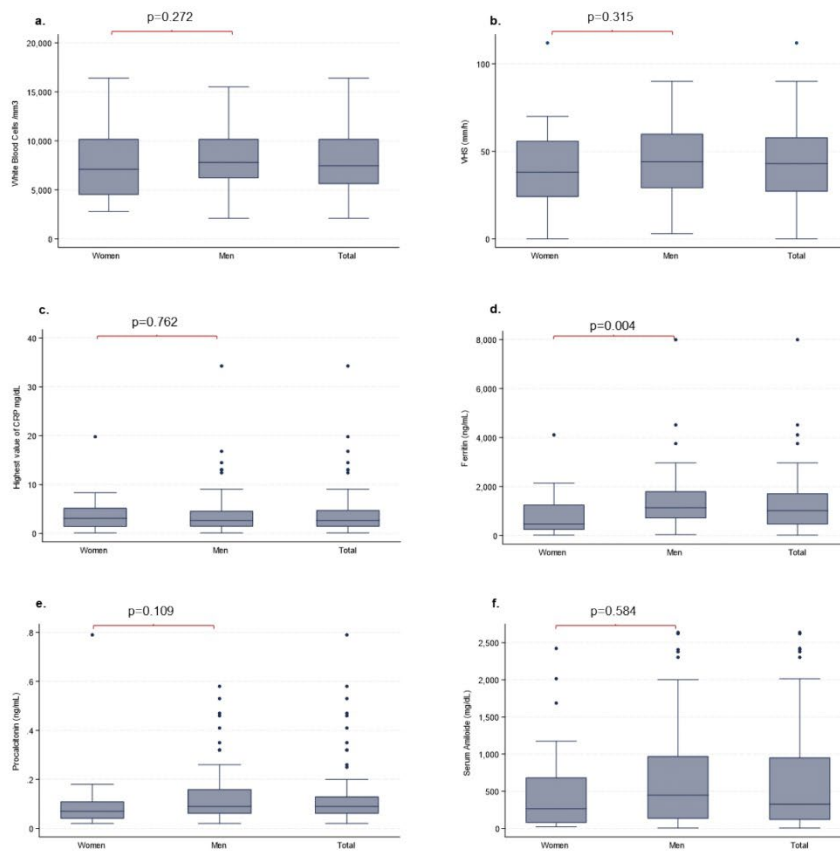 a.
p=0.272
20,000
15,000
10,000
5,000
0
White Blood Cells /mm3
Women
Men
Total
b.
p=0.315
100
50
0
VHS (mm/h)
Women
Men
Total
c.
p=0.762
40
30
20
10
0
Highest value of CRP mg/dL
Women
Men
Total
d.
p=0.004
8,000
6,000
4,000
2,000
0
Ferritin (ng/mL)
Women
Men
Total
e.
p=0.109
.8
.6
.4
.2
0
Procalcitonin (ng/mL)
Women
Men
Total
f.
p=0.584
2,500
2,000
1,500
1,000
500
0
Serum Amiloide (mg/dL)
Women
Men
Total